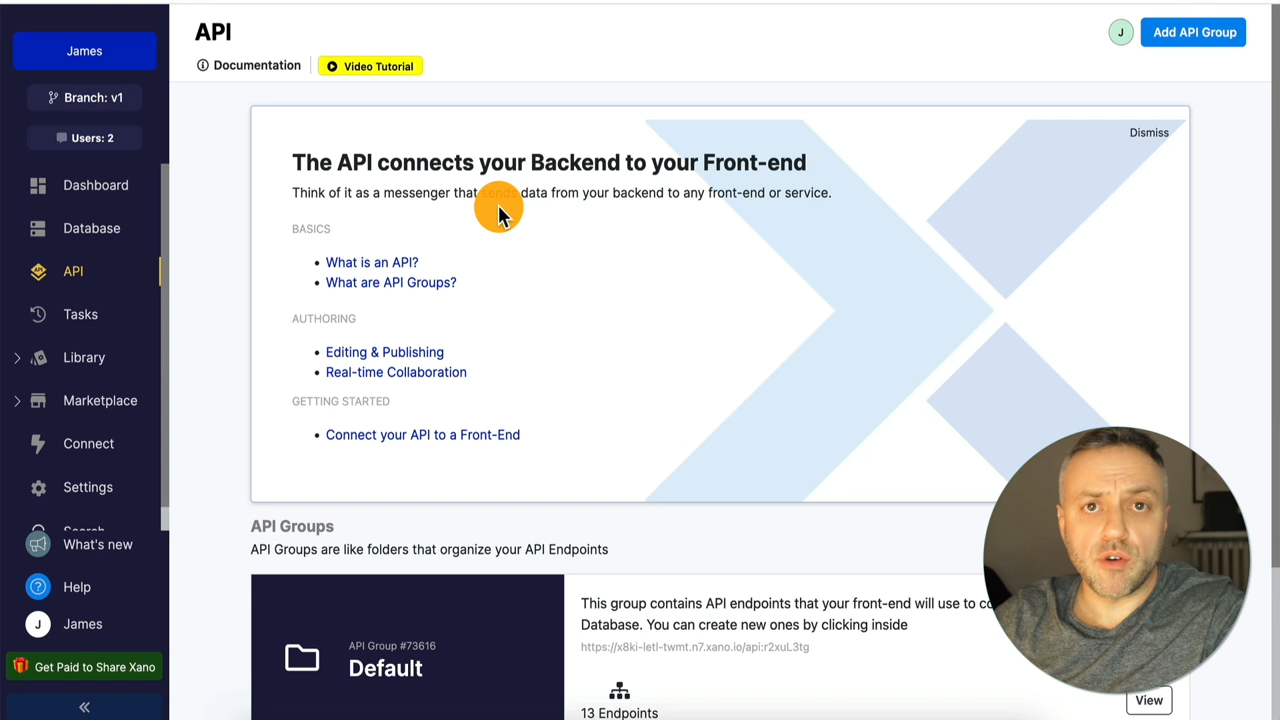 James
Branch: v1
Users: 2
Dashboard
Database
API
Tasks
Library
Marketplace
Connect
Settings
What's new
Help
J James
Get Paid to Share Xano
API
J
Add API Group
Documentation
Video Tutorial
Dismiss
The API connects your Backend to your Front-end
Think of it as a messenger that sends data from your backend to any front-end or service.
BASICS
• What is an API?
• What are API Groups?
AUTHORING
• Editing & Publishing
• Real-time Collaboration
GETTING STARTED
• Connect your API to a Front-End
API Groups
API Groups are like folders that organize your API Endpoints
API Group #73616
Default
This group contains API endpoints that your front-end will use to
Database. You can create new ones by clicking inside
https://x8ki-letl-twmt.n7.xano.io/api:r2xuL3tg
13 Endpoints
View